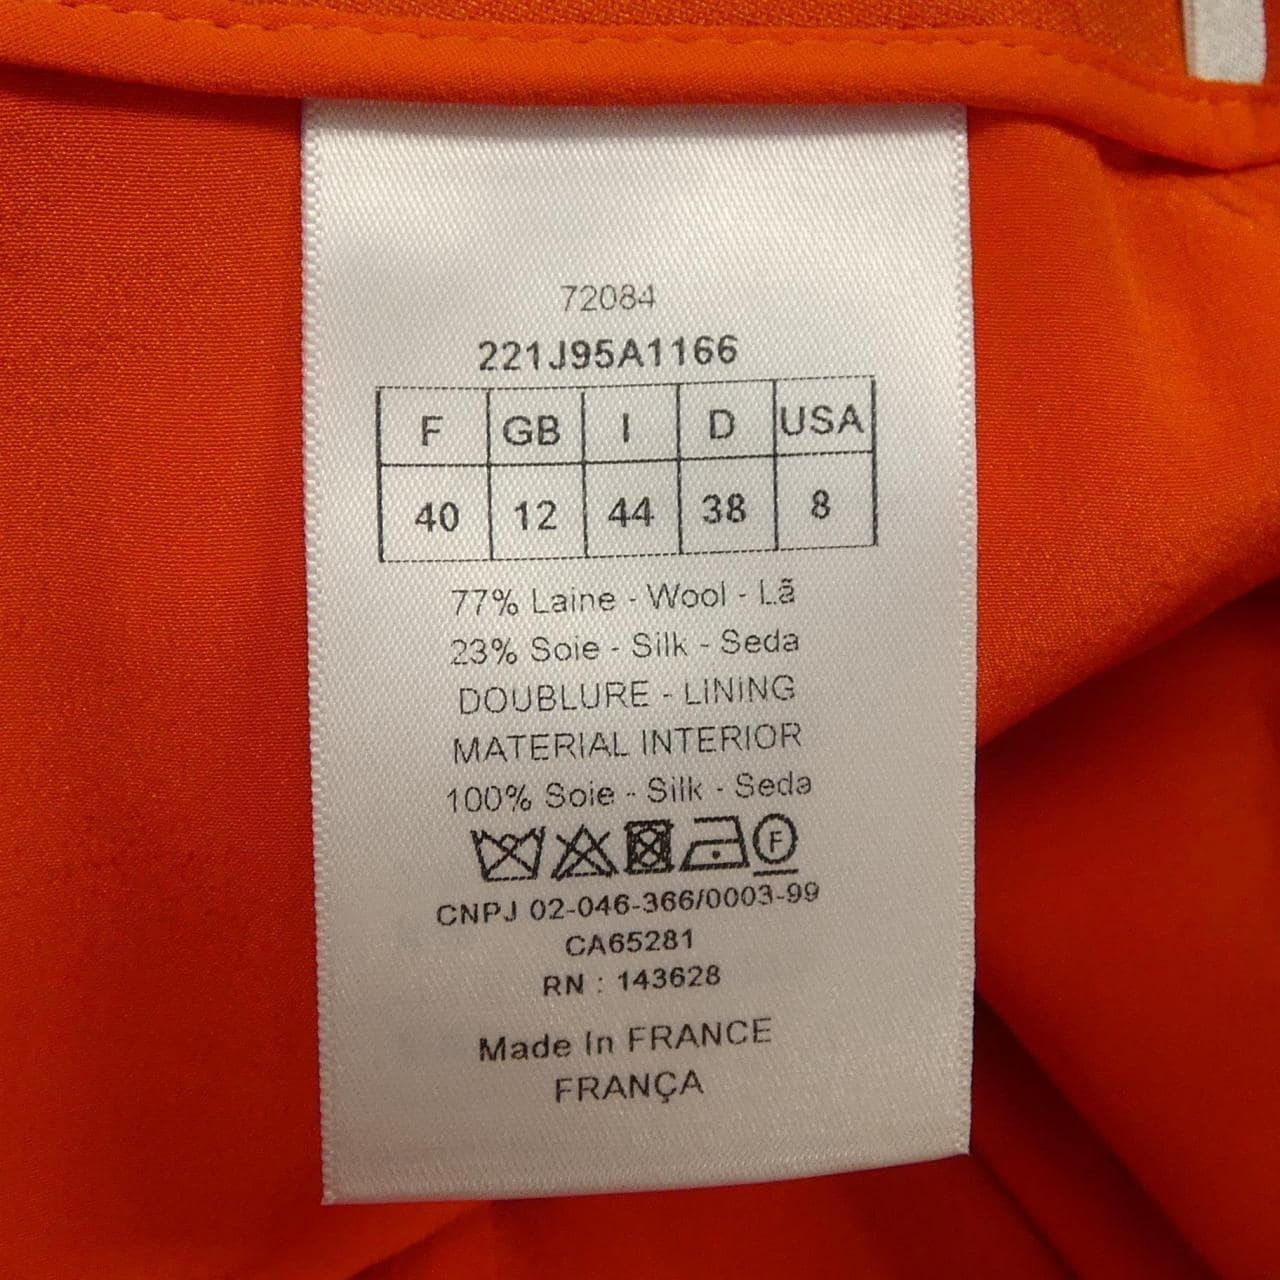 72084
221J95A1166
F GB I D USA
40 12 44 38 8
77% Laine - Wool - Lã
23% Soie - Silk - Seda
DOUBLURE - LINING
MATERIAL INTERIOR
100% Soie - Silk - Seda
F
CNPJ 02-046-366/0003-99
CA65281
RN : 143628
Made In FRANCE
FRANÇA